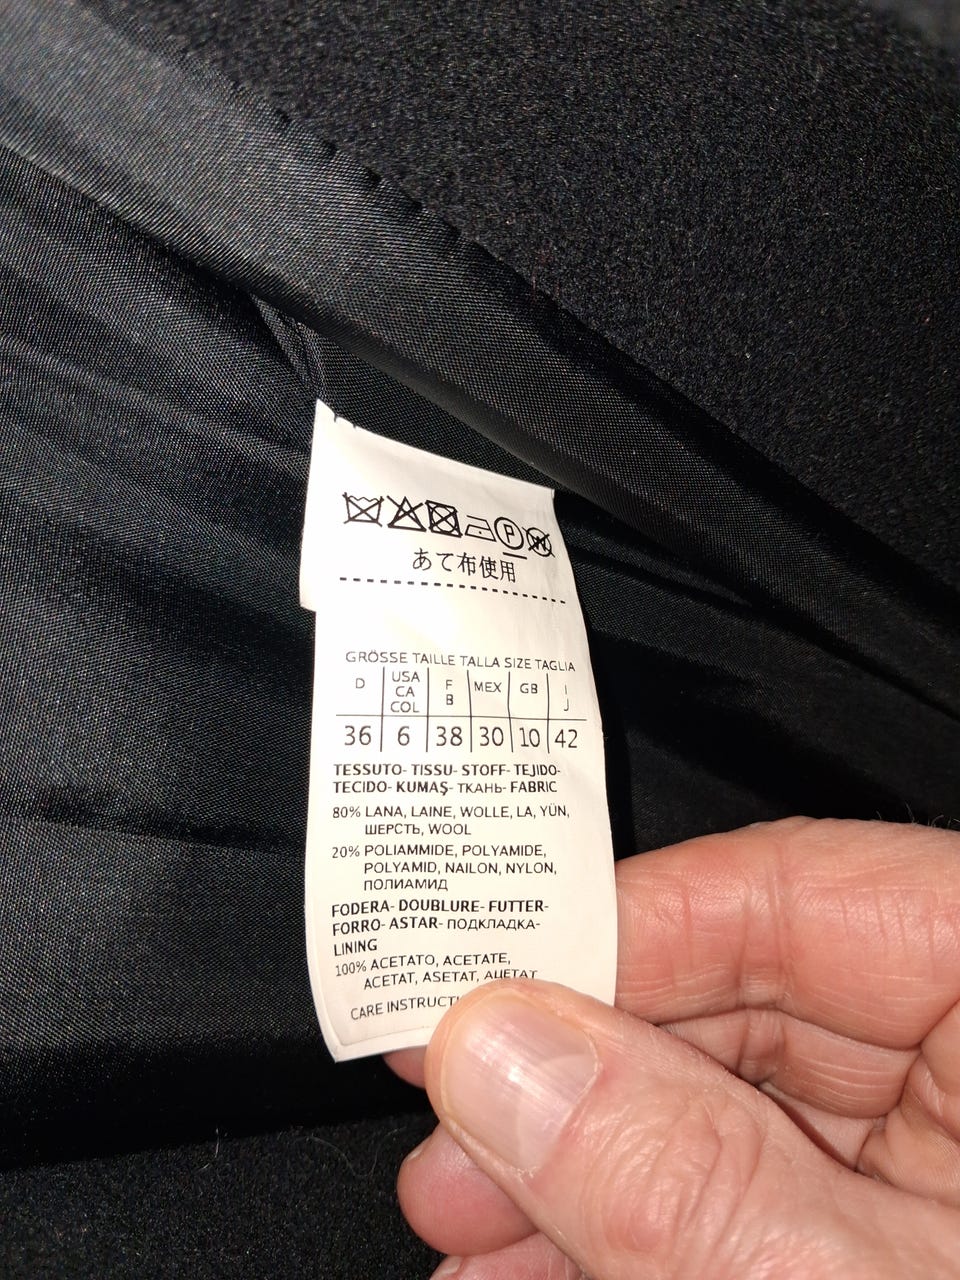 P W
あて布使用
GRÖSSE TAILLE TALLA SIZE TAGLIA
D USA CA COL F B MEX GB I J
36 6 38 30 10 42
TESSUTO- TISSU- STOFF- TEJIDO-
TECIDO- KUMAŞ- ТКАНЬ- FABRIC
80% LANA, LAINE, WOLLE, LA, YÜN,
ШЕРСТЬ, WOOL
20% POLIAMMIDE, POLYAMIDE,
POLYAMID, NAILON, NYLON,
ПОЛИАМИД
FODERA- DOUBLURE- FUTTER-
FORRO- ASTAR- ПОДКЛАДКА-
LINING
100% ACETATO, ACETATE,
ACETAT, ASETAT, АЦЕТАТ
CARE